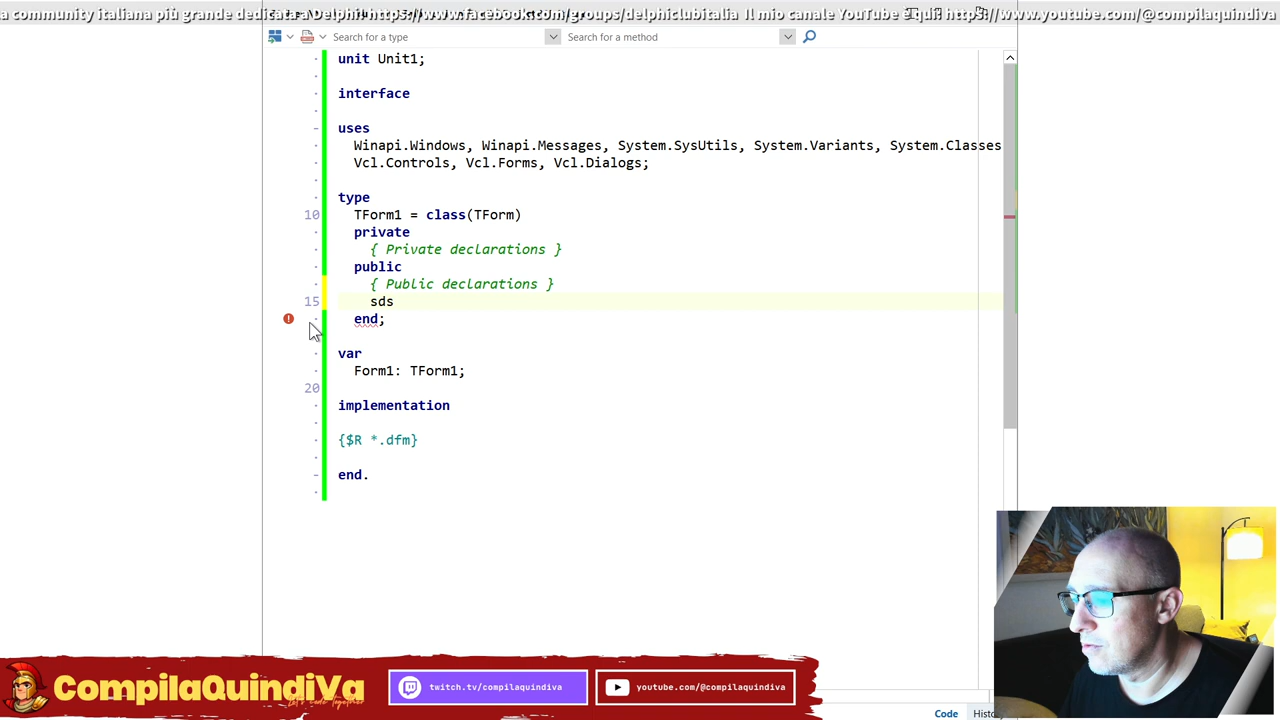 a community italiana più grande dedicata a Delphi https://www.facebook.com/groups/delphiclubitalia Il mio canale YouTube è qui! https://www.youtube.com/@compilaquindiva
Search for a type Search for a method
unit Unit1;
interface
uses
Winapi.Windows, Winapi.Messages, System.SysUtils, System.Variants, System.Classes
Vcl.Controls, Vcl.Forms, Vcl.Dialogs;
type
10 TForm1 = class(TForm)
private
{ Private declarations }
public
{ Public declarations }
15 sds
end;
var
Form1: TForm1;
20
implementation
{$R *.dfm}
end.
CompilaQuindiVa
Let's code Together
twitch.tv/compilaquindiva
youtube.com/@compilaquindiva
Code Histo